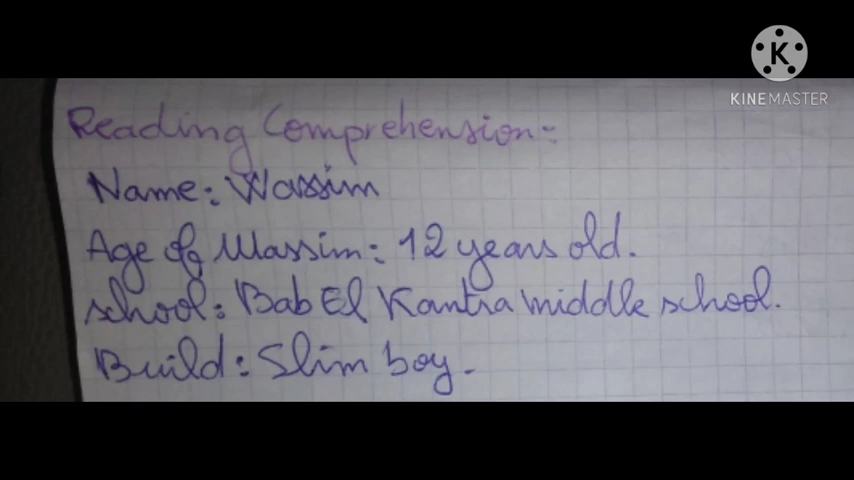 KINEMASTER
Reading Comprehension:
Name: Wassim
Age of Wassim: 12 years old.
school: Bab El Kantra middle school.
Build: Slim boy.